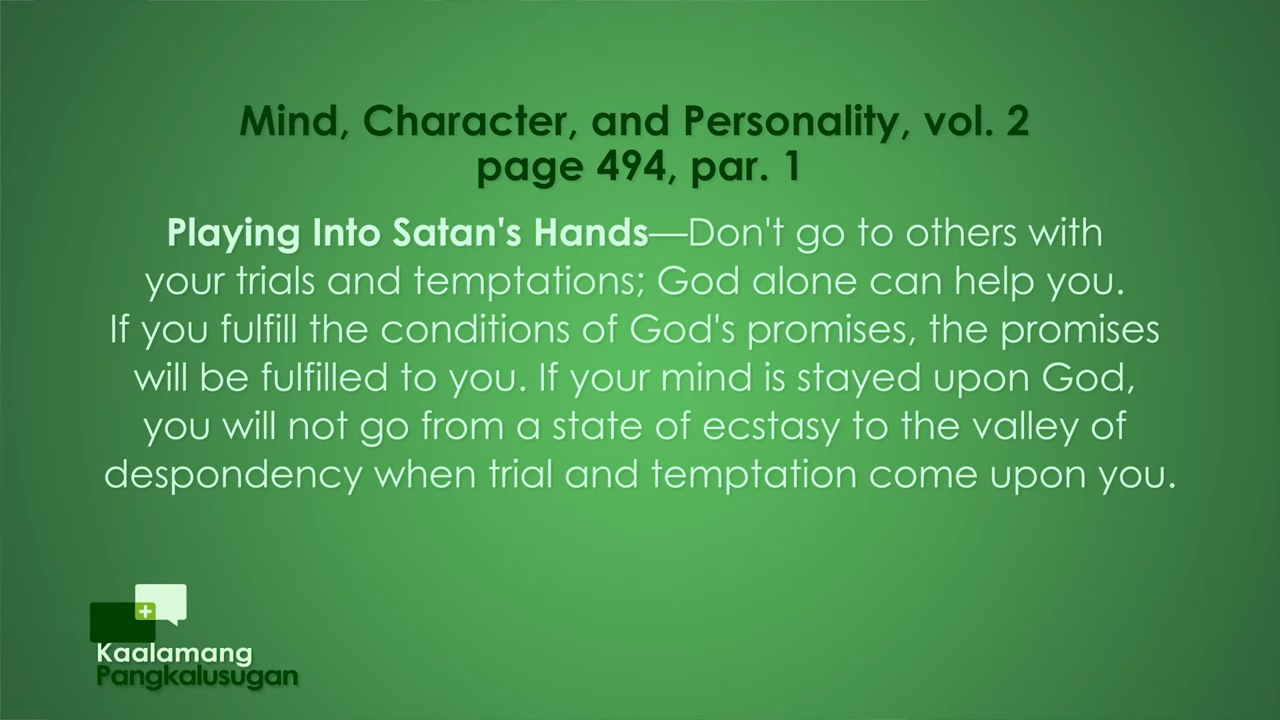 Mind, Character, and Personality, vol. 2
page 494, par. 1
Playing Into Satan's Hands—Don't go to others with
your trials and temptations; God alone can help you.
If you fulfill the conditions of God's promises, the promises
will be fulfilled to you. If your mind is stayed upon God,
you will not go from a state of ecstasy to the valley of
despondency when trial and temptation come upon you.
Kaalamang
Pangkalusugan